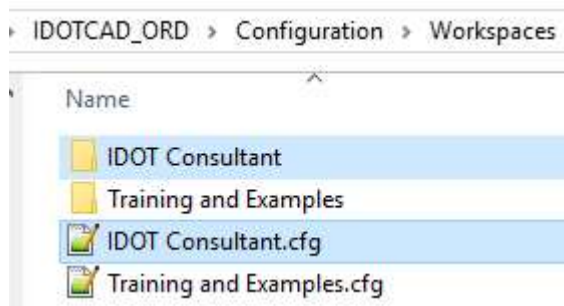 IDOTCAD_ORD > Configuration > Workspaces
Name
IDOT Consultant
Training and Examples
IDOT Consultant.cfg
Training and Examples.cfg